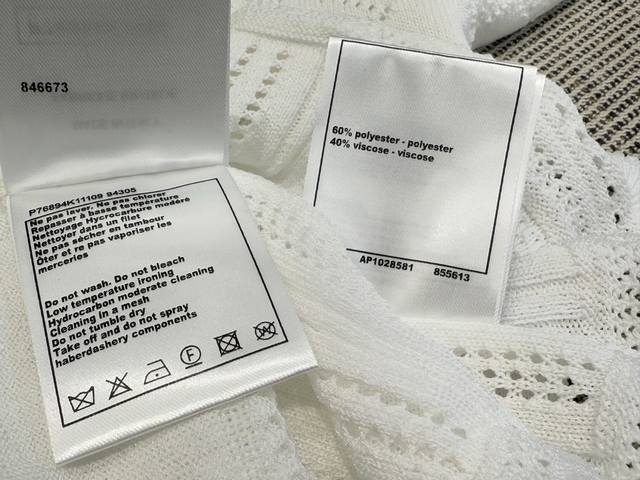 846673
P76894K11109 94305
Ne pas laver. Ne pas chlorer
Repasser à basse température
Nettoyage Hycrocarbure modéré
Nettoyer dans un filet
Ne pas sécher en tambour
Ôter et ne pas vaporiser les
merceries
Do not wash. Do not bleach
Low temperature ironing
Hydrocarbon moderate cleaning
Cleaning in a mesh
Do not tumble dry
Take off and do not spray
haberdashery components
F
W
60% polyester - polyester
40% viscose - viscose
AP1028581 855613